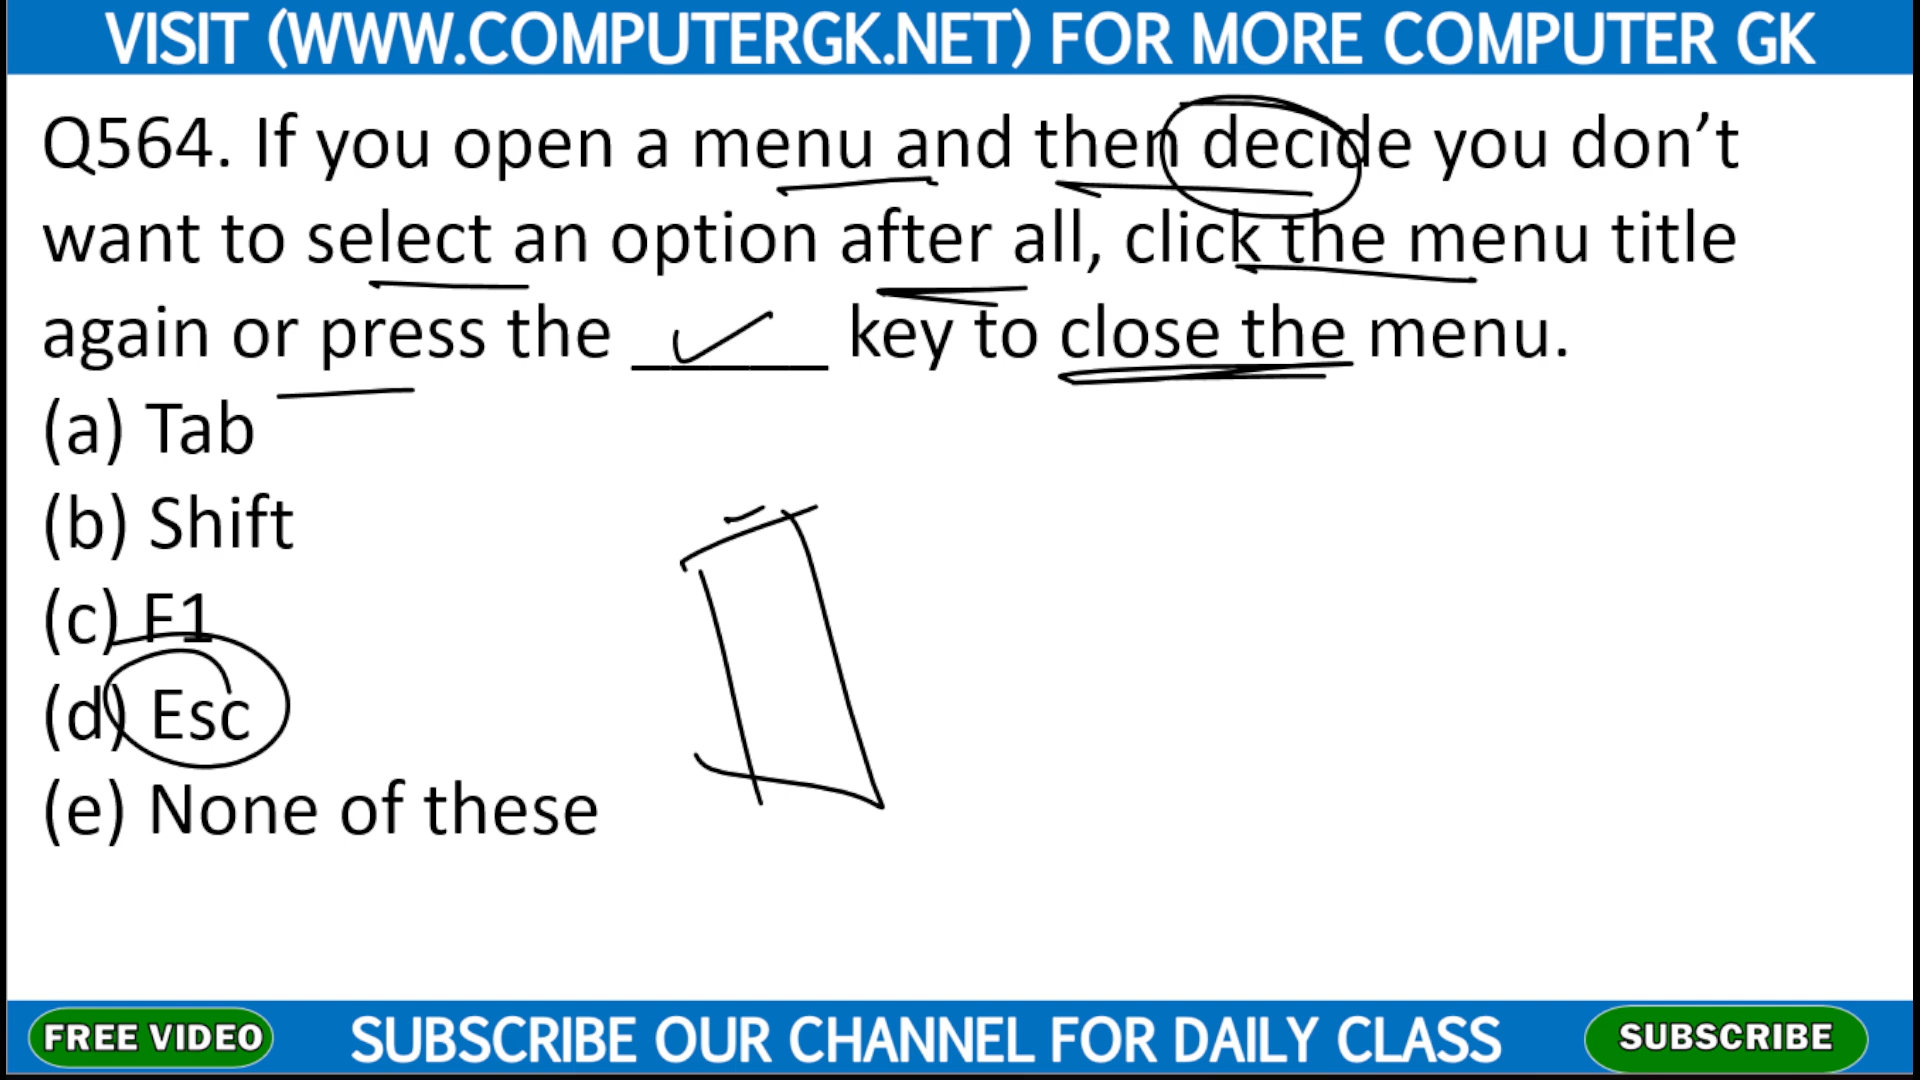 VISIT (WWW.COMPUTERGK.NET) FOR MORE COMPUTER GK
Q564. If you open a menu and then decide you don’t
want to select an option after all, click the menu title
again or press the ______ key to close the menu.
(a) Tab
(b) Shift
(c) F1
(d) Esc
(e) None of these
FREE VIDEO SUBSCRIBE OUR CHANNEL FOR DAILY CLASS SUBSCRIBE